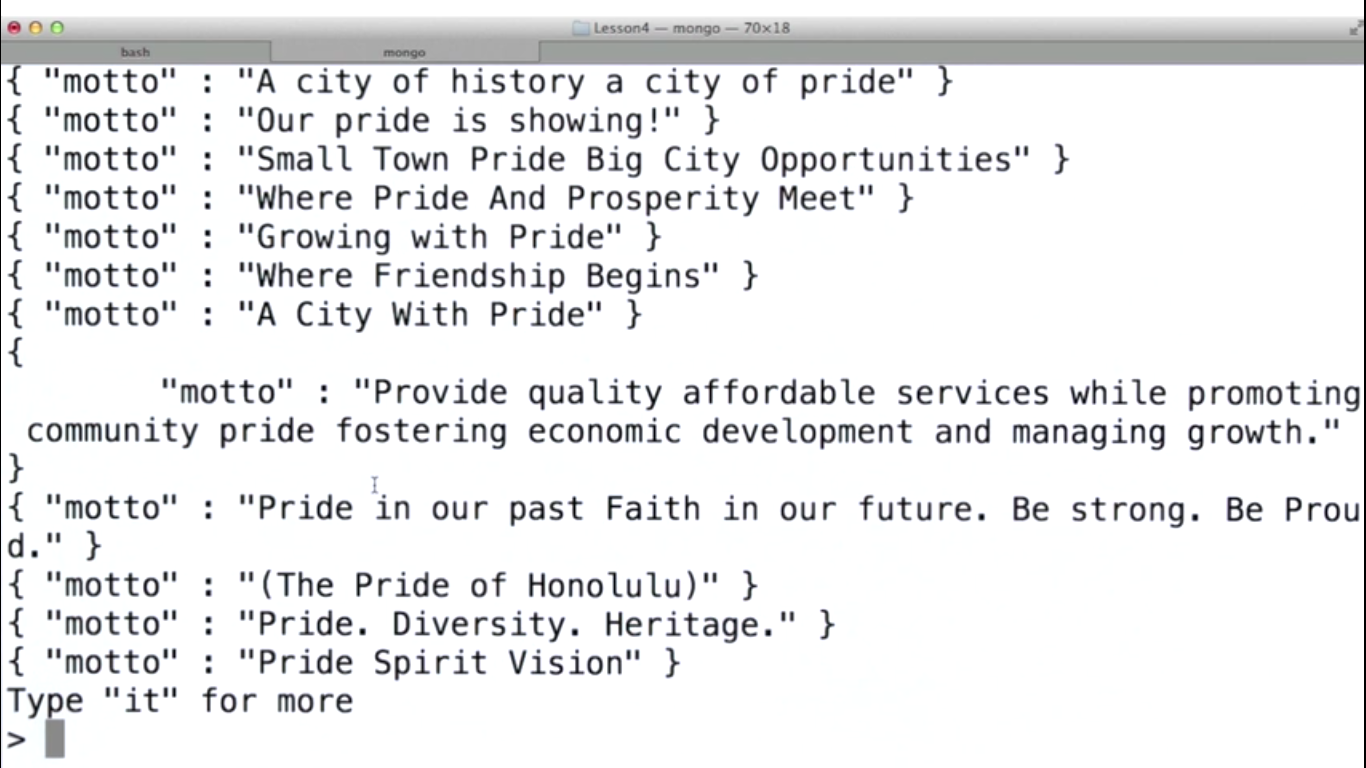 Lesson4 — mongo — 70×18
bash mongo
{ "motto" : "A city of history a city of pride" }
{ "motto" : "Our pride is showing!" }
{ "motto" : "Small Town Pride Big City Opportunities" }
{ "motto" : "Where Pride And Prosperity Meet" }
{ "motto" : "Growing with Pride" }
{ "motto" : "Where Friendship Begins" }
{ "motto" : "A City With Pride" }
{
"motto" : "Provide quality affordable services while promoting
community pride fostering economic development and managing growth."
}
{ "motto" : "Pride in our past Faith in our future. Be strong. Be Prou
d." }
{ "motto" : "(The Pride of Honolulu)" }
{ "motto" : "Pride. Diversity. Heritage." }
{ "motto" : "Pride Spirit Vision" }
Type "it" for more
>